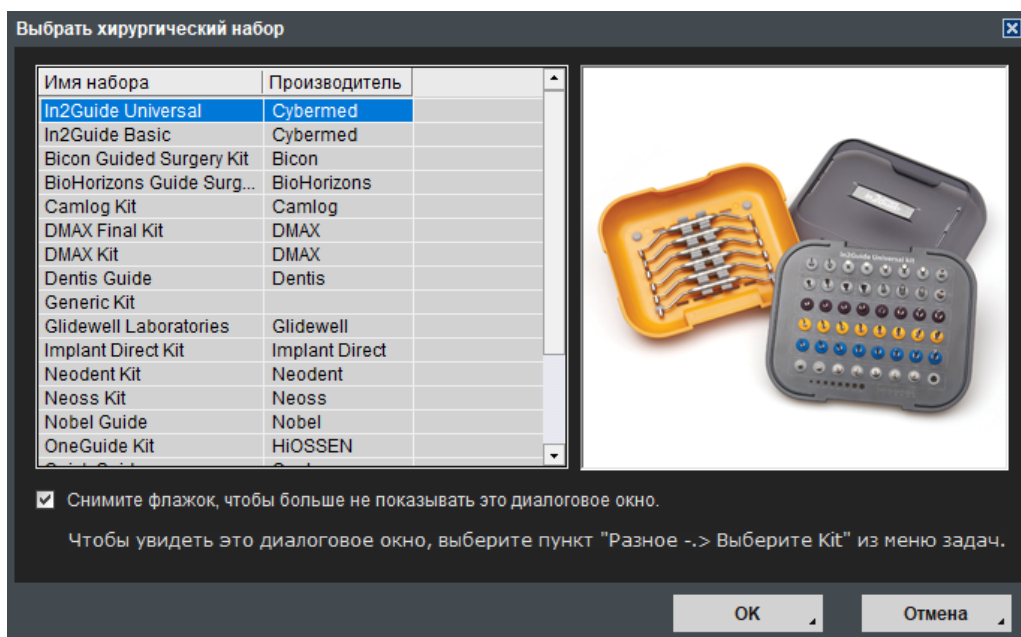 Выбрать хирургический набор
Имя набора Производитель
In2Guide Universal Cybermed
In2Guide Basic Cybermed
Bicon Guided Surgery Kit Bicon
BioHorizons Guide Surg... BioHorizons
Camlog Kit Camlog
DMAX Final Kit DMAX
DMAX Kit DMAX
Dentis Guide Dentis
Generic Kit
Glidewell Laboratories Glidewell
Implant Direct Kit Implant Direct
Neodent Kit Neodent
Neoss Kit Neoss
Nobel Guide Nobel
OneGuide Kit HiOSSEN
In2Guide Universal kit
Снимите флажок, чтобы больше не показывать это диалоговое окно.
Чтобы увидеть это диалоговое окно, выберите пункт "Разное -.> Выберите Kit" из меню задач.
OK Отмена